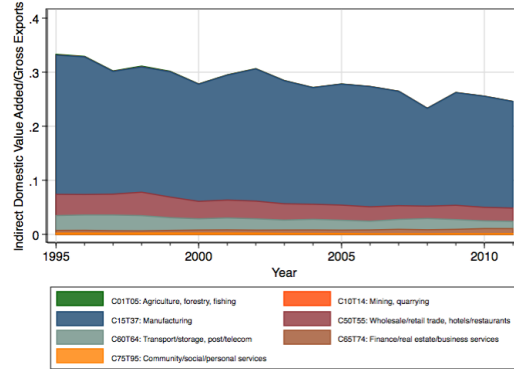 Indirect Domestic Value Added/Gross Exports
.4
.3
.2
.1
0
1995
2000
2005
2010
Year
C01T05: Agriculture, forestry, fishing
C10T14: Mining, quarrying
C15T37: Manufacturing
C50T55: Wholesale/retail trade, hotels/restaurants
C60T64: Transport/storage, post/telecom
C65T74: Finance/real estate/business services
C75T95: Community/social/personal services